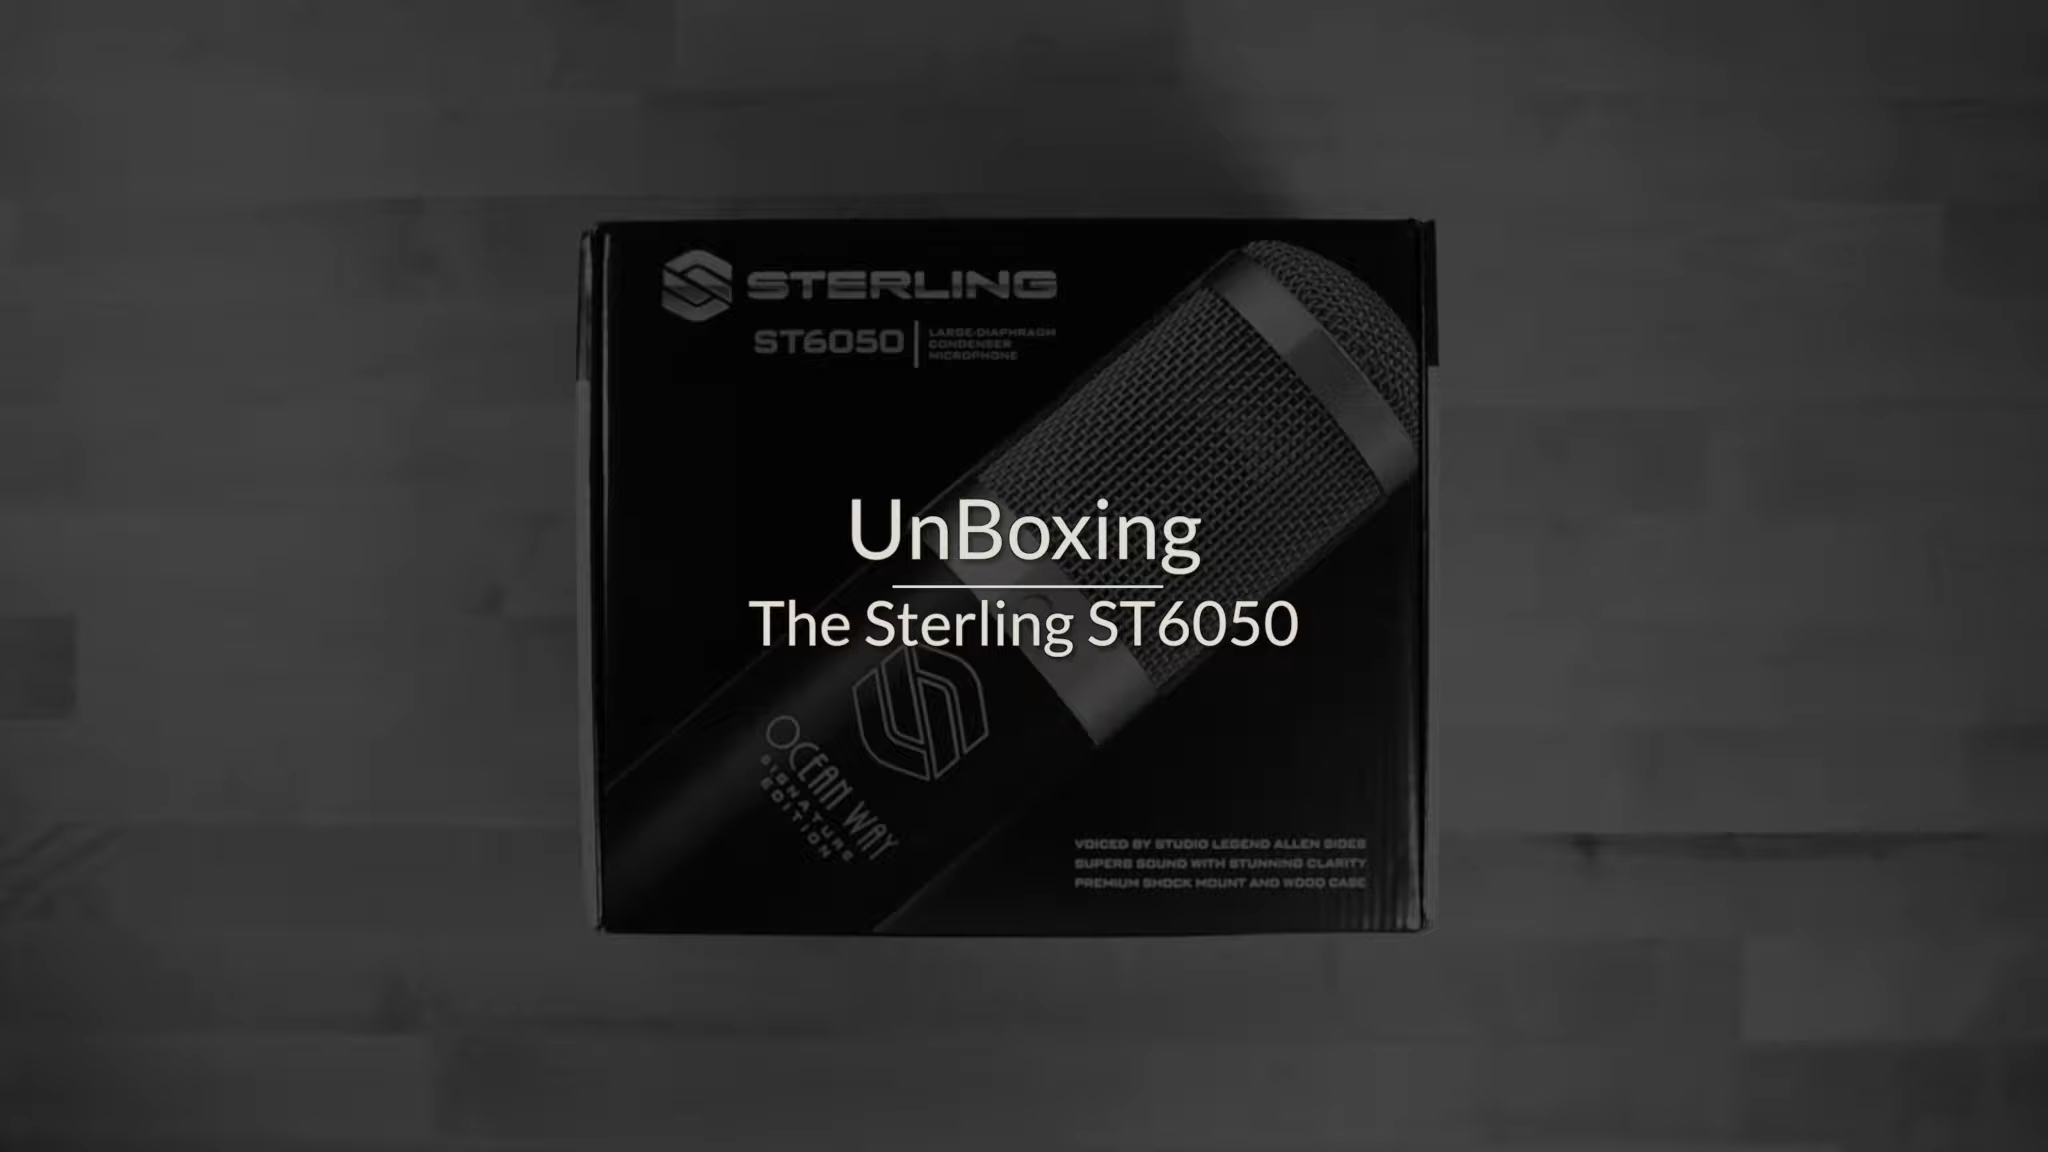 STERLING
ST6050
LARGE-DIAPHRAGM
CONDENSER
MICROPHONE
UnBoxing
The Sterling ST6050
OCEAN WAY
SIGNATURE
EDITION
VOICED BY STUDIO LEGEND ALLEN SIDES
SUPERB SOUND WITH STUNNING CLARITY
PREMIUM SHOCK MOUNT AND WOOD CASE